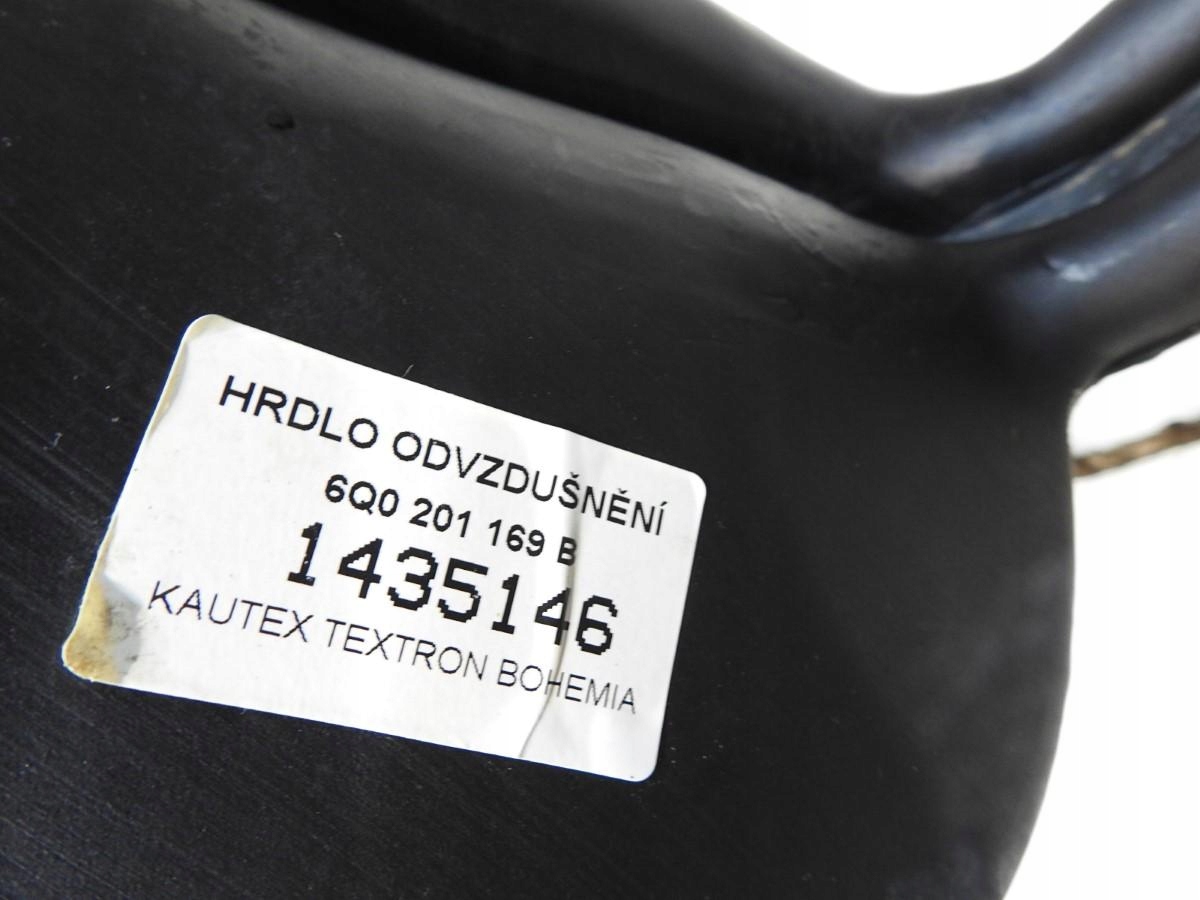 HRDLO ODVZDUŠNĚNÍ
6Q0 201 169 B
1435146
KAUTEX TEXTRON BOHEMIA